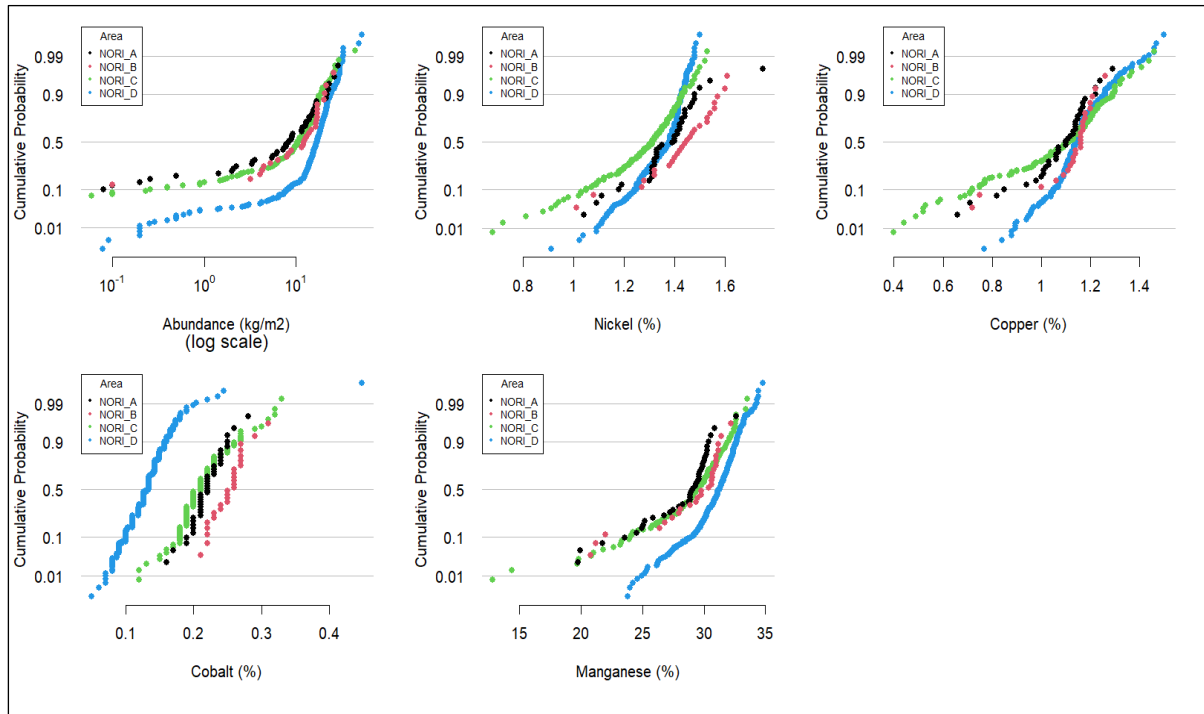 Area
NORI_A
NORI_B
NORI_C
NORI_D
Cumulative Probability
0.99
0.9
0.5
0.1
0.01
10⁻¹ 10⁰ 10¹
Abundance (kg/m2)
(log scale)
Area
NORI_A
NORI_B
NORI_C
NORI_D
Cumulative Probability
0.99
0.9
0.5
0.1
0.01
0.8 1 1.2 1.4 1.6
Nickel (%)
Area
NORI_A
NORI_B
NORI_C
NORI_D
Cumulative Probability
0.99
0.9
0.5
0.1
0.01
0.4 0.6 0.8 1 1.2 1.4
Copper (%)
Area
NORI_A
NORI_B
NORI_C
NORI_D
Cumulative Probability
0.99
0.9
0.5
0.1
0.01
0.1 0.2 0.3 0.4
Cobalt (%)
Area
NORI_A
NORI_B
NORI_C
NORI_D
Cumulative Probability
0.99
0.9
0.5
0.1
0.01
15 20 25 30 35
Manganese (%)